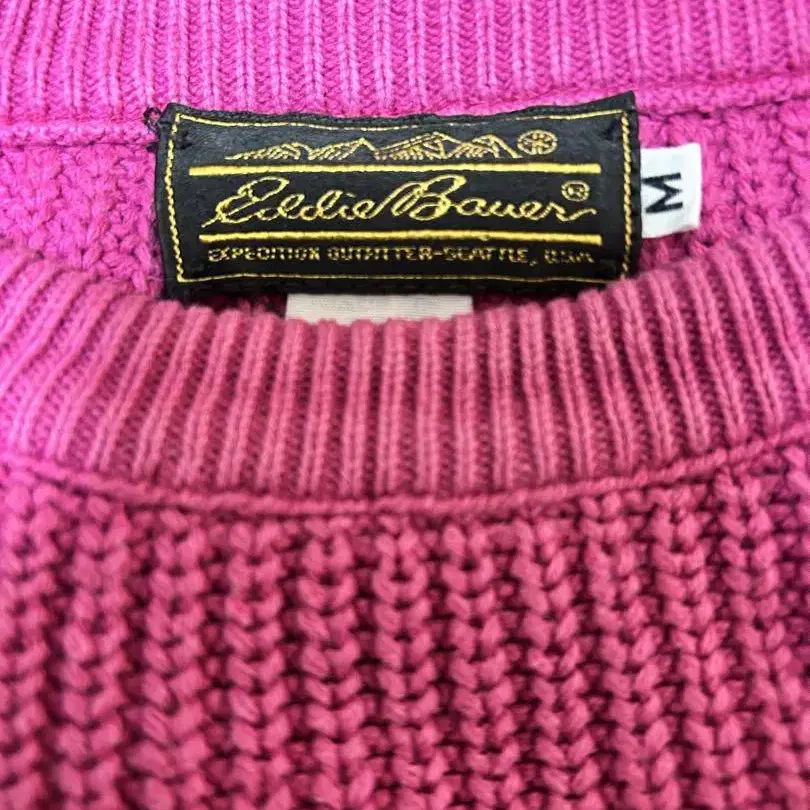 Eddie Bauer®
EXPEDITION OUTFITTER-SEATTLE, U.S.A
M